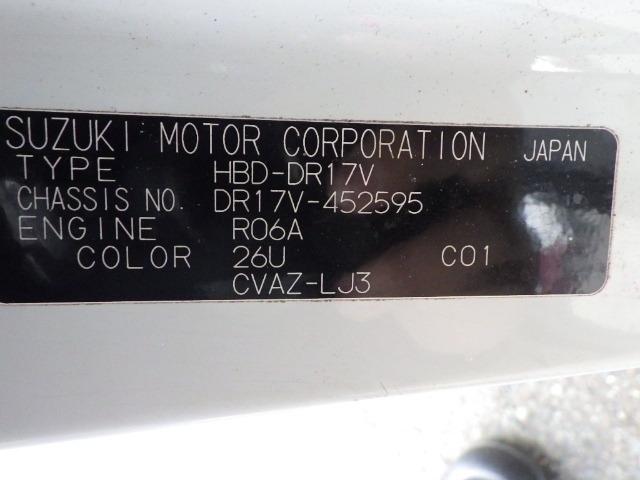 SUZUKI MOTOR CORPORATION JAPAN
TYPE HBD-DR17V
CHASSIS NO. DR17V-452595
ENGINE R06A
COLOR 26U C01
CVAZ-LJ3